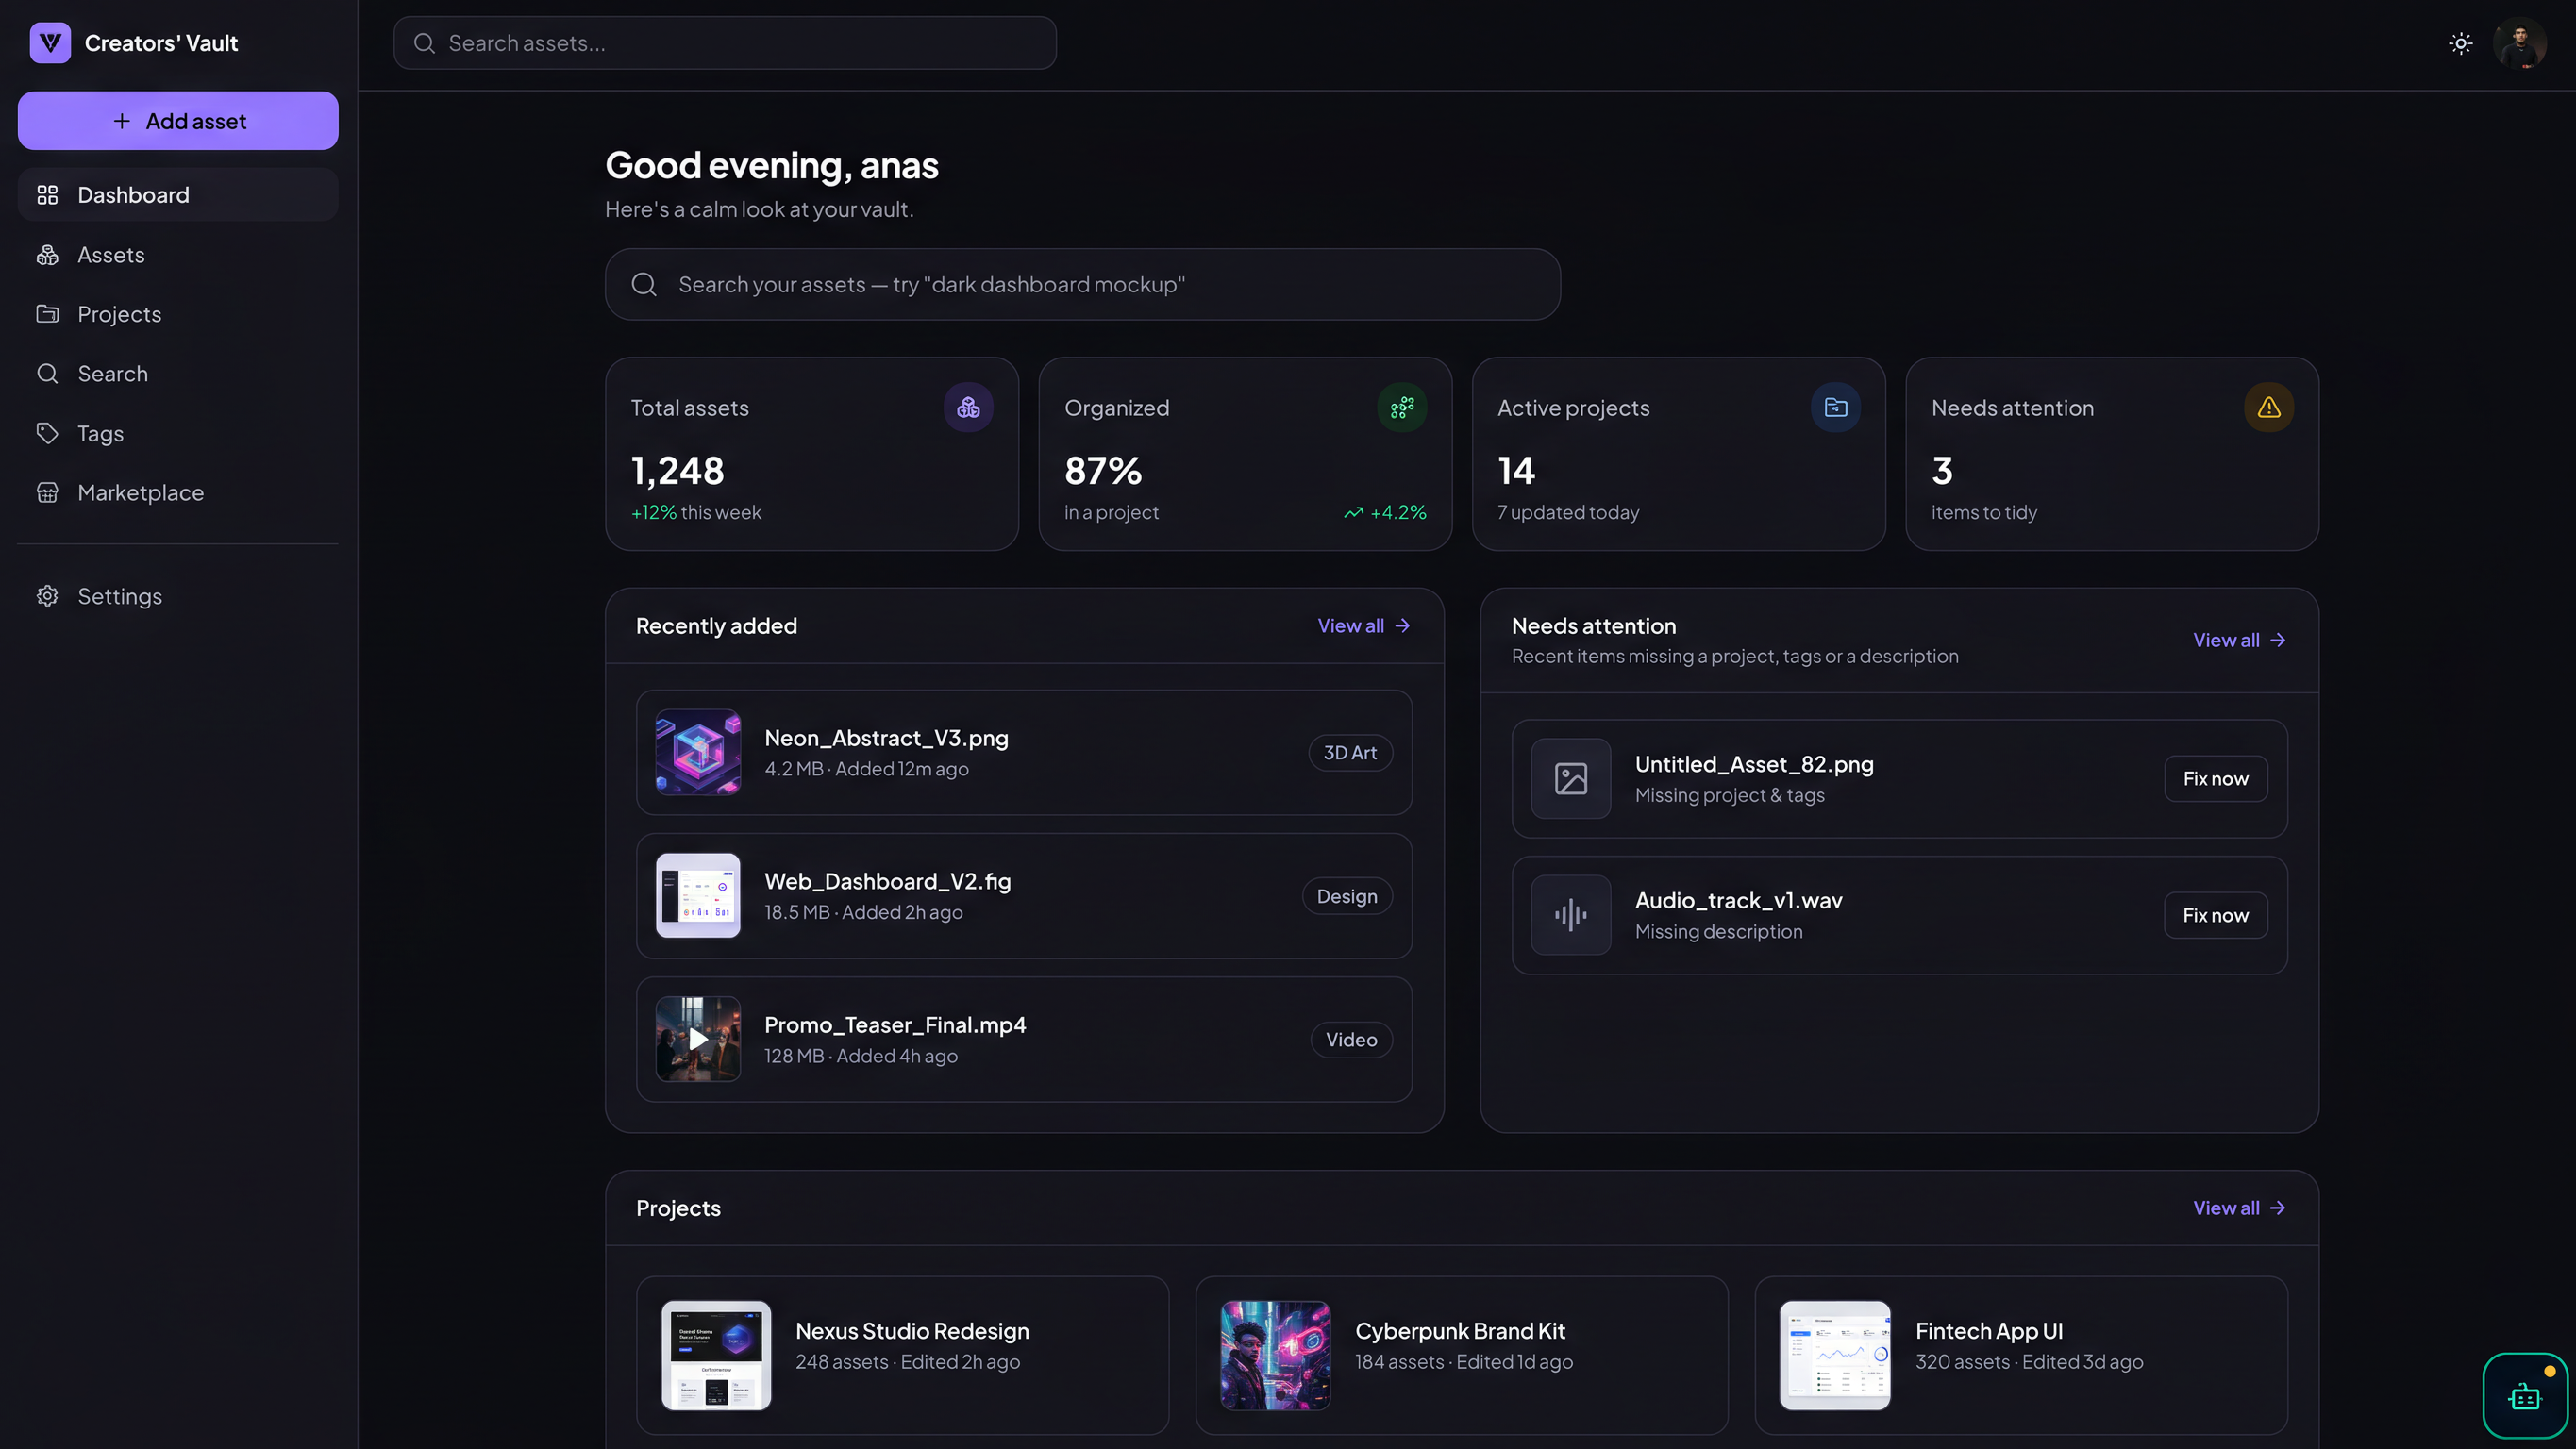 Creators' Vault
Search assets...
Add asset
Dashboard
Assets
Projects
Search
Tags
Marketplace
Settings
Good evening, anas
Here's a calm look at your vault.
Search your assets — try "dark dashboard mockup"
Total assets
1,248
+12% this week
Organized
87%
in a project
+4.2%
Active projects
14
7 updated today
Needs attention
3
items to tidy
Recently added
View all
Neon_Abstract_V3.png
4.2 MB · Added 12m ago
3D Art
Web_Dashboard_V2.fig
18.5 MB · Added 2h ago
Design
Promo_Teaser_Final.mp4
128 MB · Added 4h ago
Video
Needs attention
Recent items missing a project, tags or a description
View all
Untitled_Asset_82.png
Missing project & tags
Fix now
Audio_track_v1.wav
Missing description
Fix now
Projects
View all
Nexus Studio Redesign
248 assets · Edited 2h ago
Cyberpunk Brand Kit
184 assets · Edited 1d ago
Fintech App UI
320 assets · Edited 3d ago